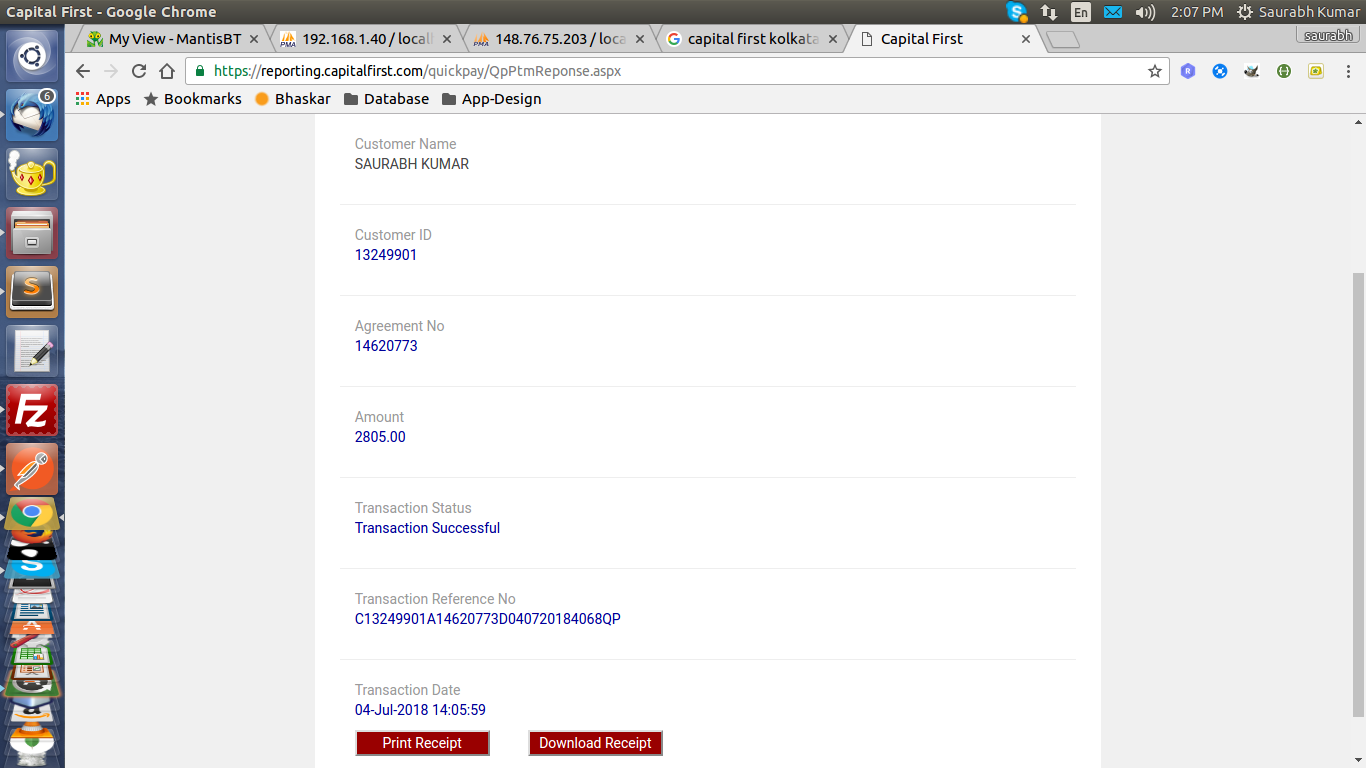 Capital First - Google Chrome
En
2:07 PM
Saurabh Kumar
My View - MantisBT
192.168.1.40 / locall
148.76.75.203 / loca
capital first kolkata
Capital First
saurabh
https://reporting.capitalfirst.com/quickpay/QpPtmReponse.aspx
Apps
Bookmarks
Bhaskar
Database
App-Design
6
Customer Name
SAURABH KUMAR
Customer ID
13249901
Agreement No
14620773
Amount
2805.00
Transaction Status
Transaction Successful
Transaction Reference No
C13249901A14620773D040720184068QP
Transaction Date
04-Jul-2018 14:05:59
Print Receipt
Download Receipt